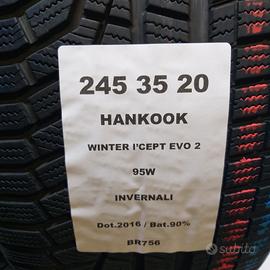 245 35 20
HANKOOK
WINTER I'CEPT EVO 2
95W
INVERNALI
Dot.2016 / Bat.90%
BR756
subito